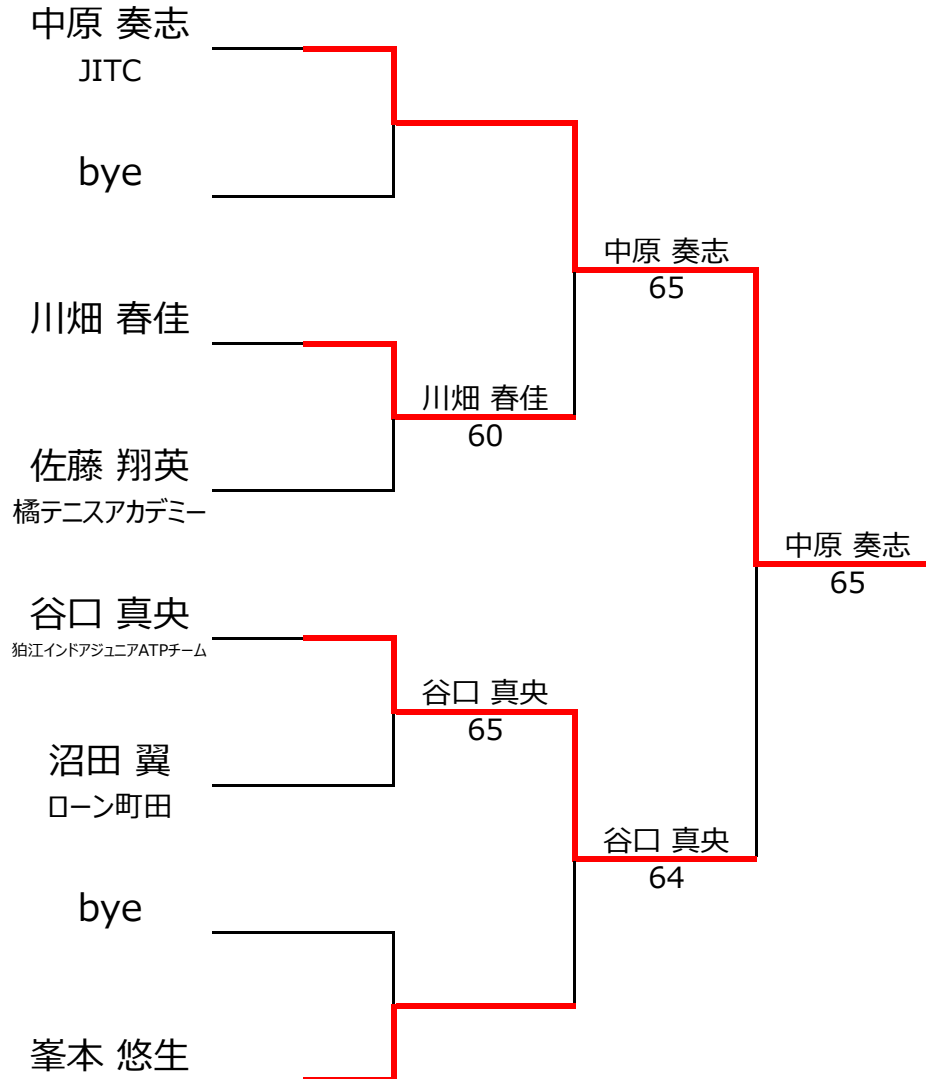 中原 奏志
JITC
bye
川畑 春佳
佐藤 翔英
橘テニスアカデミー
谷口 真央
狛江インドアジュニアATPチーム
沼田 翼
ローン町田
bye
峯本 悠生
川畑 春佳
60
谷口 真央
65
中原 奏志
65
谷口 真央
64
中原 奏志
65